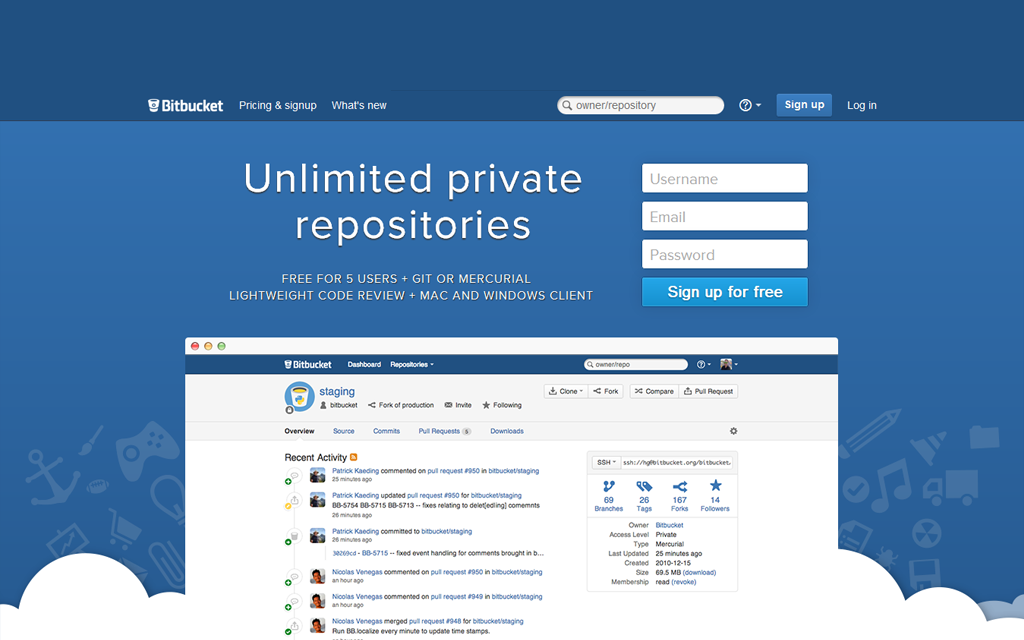 Bitbucket Pricing & signup What's new owner/repository Sign up Log in
Unlimited private
repositories
FREE FOR 5 USERS + GIT OR MERCURIAL
LIGHTWEIGHT CODE REVIEW + MAC AND WINDOWS CLIENT
Username
Email
Password
Sign up for free
Bitbucket Dashboard Repositories owner/repo
staging
bitbucket Fork of production Invite Following
Clone Fork Compare Pull Request
Overview Source Commits Pull Requests 5 Downloads
Recent Activity
Patrick Kaeding commented on pull request #950 in bitbucket/staging
25 minutes ago
Patrick Kaeding updated pull request #950 for bitbucket/staging
BB-5754 BB-5715 BB-5713 -- fixes relating to delet[edling] comemnts
26 minutes ago
Patrick Kaeding committed to bitbucket/staging
26 minutes ago
30269cd - BB-5715 -- fixed event handling for comments brought in b...
Nicolas Venegas commented on pull request #950 in bitbucket/staging
an hour ago
Nicolas Venegas commented on pull request #949 in bitbucket/staging
an hour ago
Nicolas Venegas merged pull request #948 for bitbucket/staging
Run BB.localize every minute to update time stamps.
SSH ssh://hg@bitbucket.org/bitbucket.
69 26 167 14
Branches Tags Forks Followers
Owner Bitbucket
Access Level Private
Type Mercurial
Last Updated 25 minutes ago
Created 2010-12-15
Size 69.5 MB (download)
Membership read (revoke)